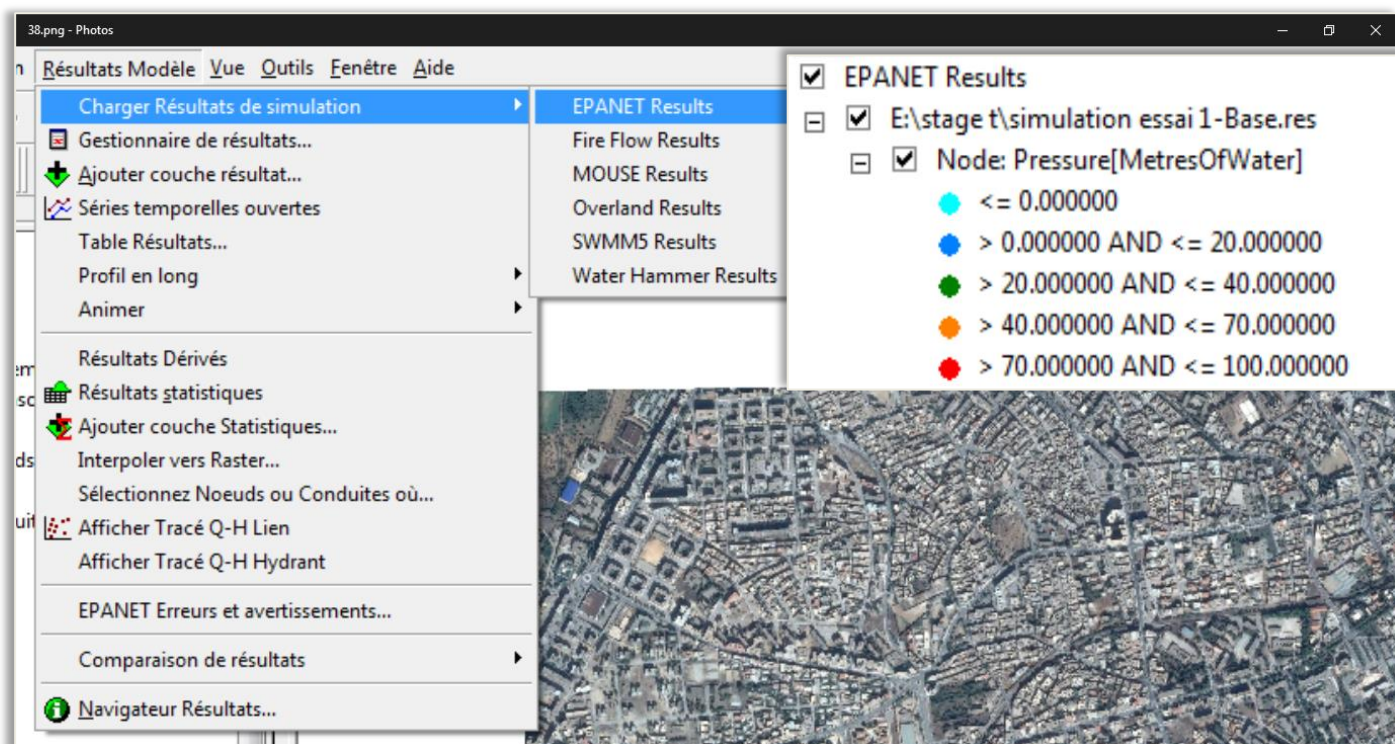 38.png - Photos
n Résultats Modèle Vue Outils Fenêtre Aide
Charger Résultats de simulation
Gestionnaire de résultats...
Ajouter couche résultat...
Séries temporelles ouvertes
Table Résultats...
Profil en long
Animer
Résultats Dérivés
Résultats statistiques
Ajouter couche Statistiques...
Interpoler vers Raster...
Sélectionnez Noeuds ou Conduites où...
Afficher Tracé Q-H Lien
Afficher Tracé Q-H Hydrant
EPANET Erreurs et avertissements...
Comparaison de résultats
Navigateur Résultats...
EPANET Results
Fire Flow Results
MOUSE Results
Overland Results
SWMM5 Results
Water Hammer Results
EPANET Results
E:\stage t\simulation essai 1-Base.res
Node: Pressure[MetresOfWater]
<= 0.000000
> 0.000000 AND <= 20.000000
> 20.000000 AND <= 40.000000
> 40.000000 AND <= 70.000000
> 70.000000 AND <= 100.000000